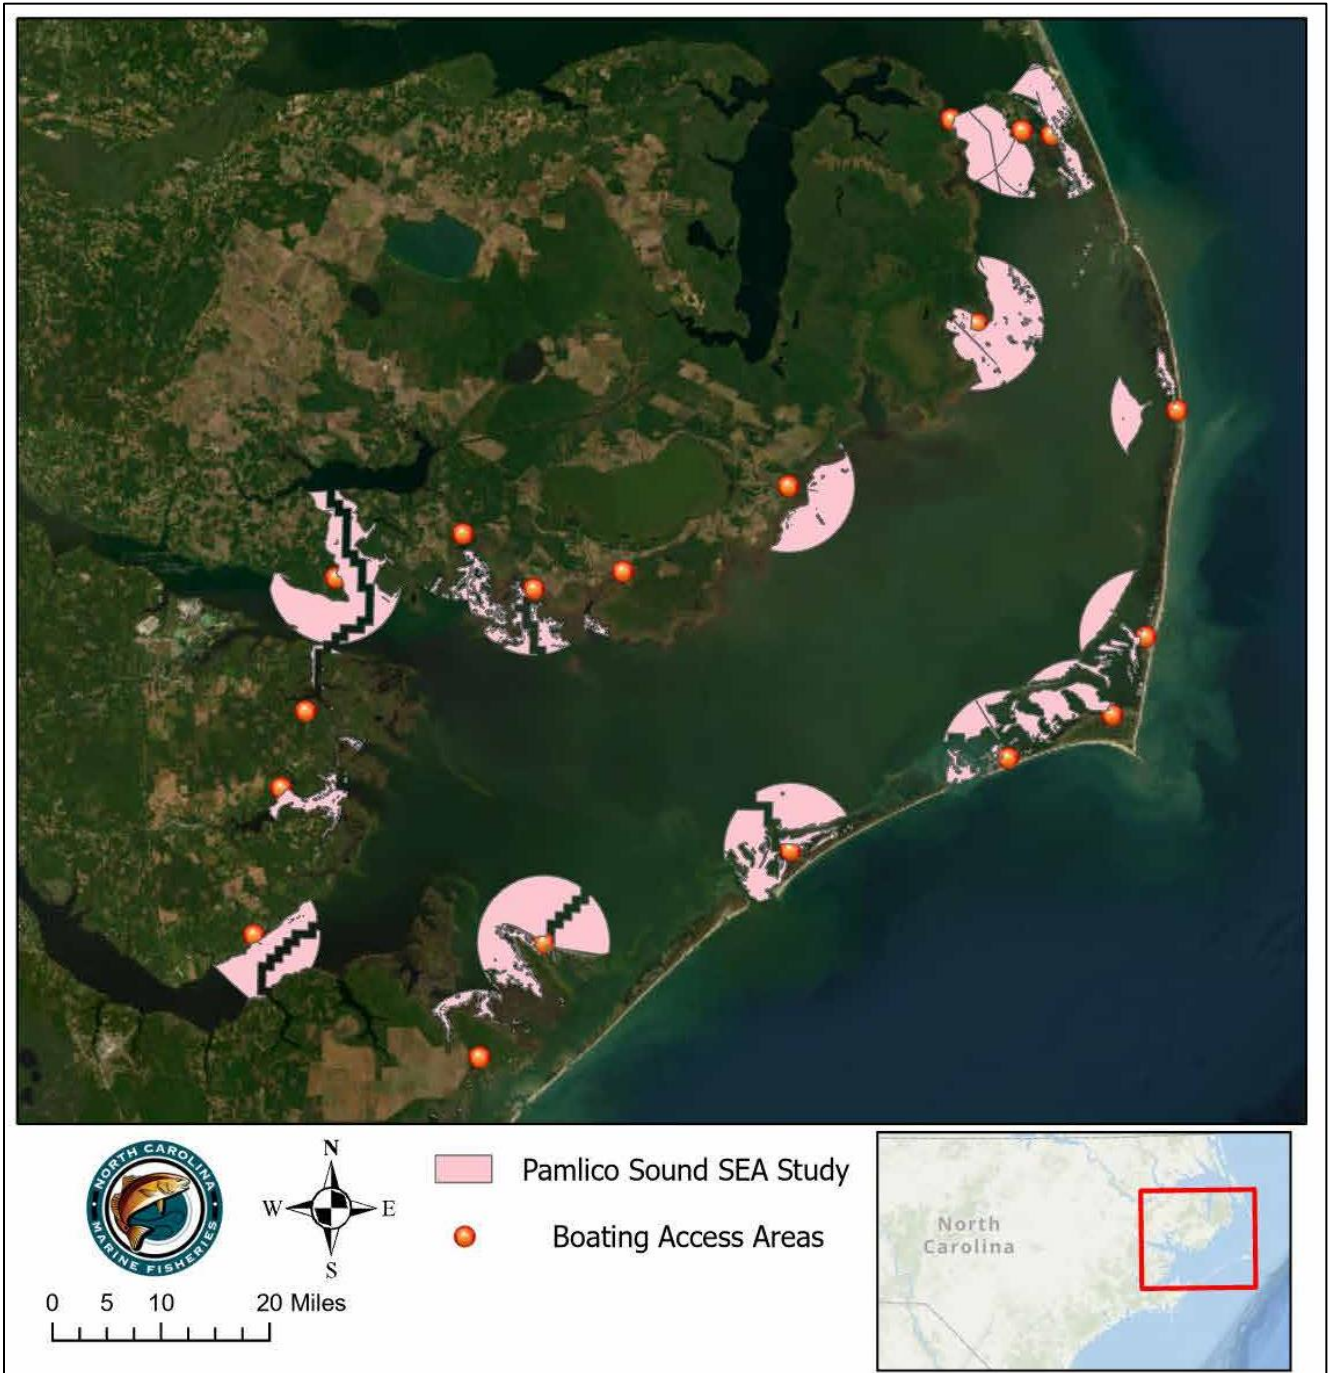 NORTH CAROLINA
MARINE FISHERIES
N
W
E
S
0 5 10 20 Miles
Pamlico Sound SEA Study
Boating Access Areas
North
Carolina